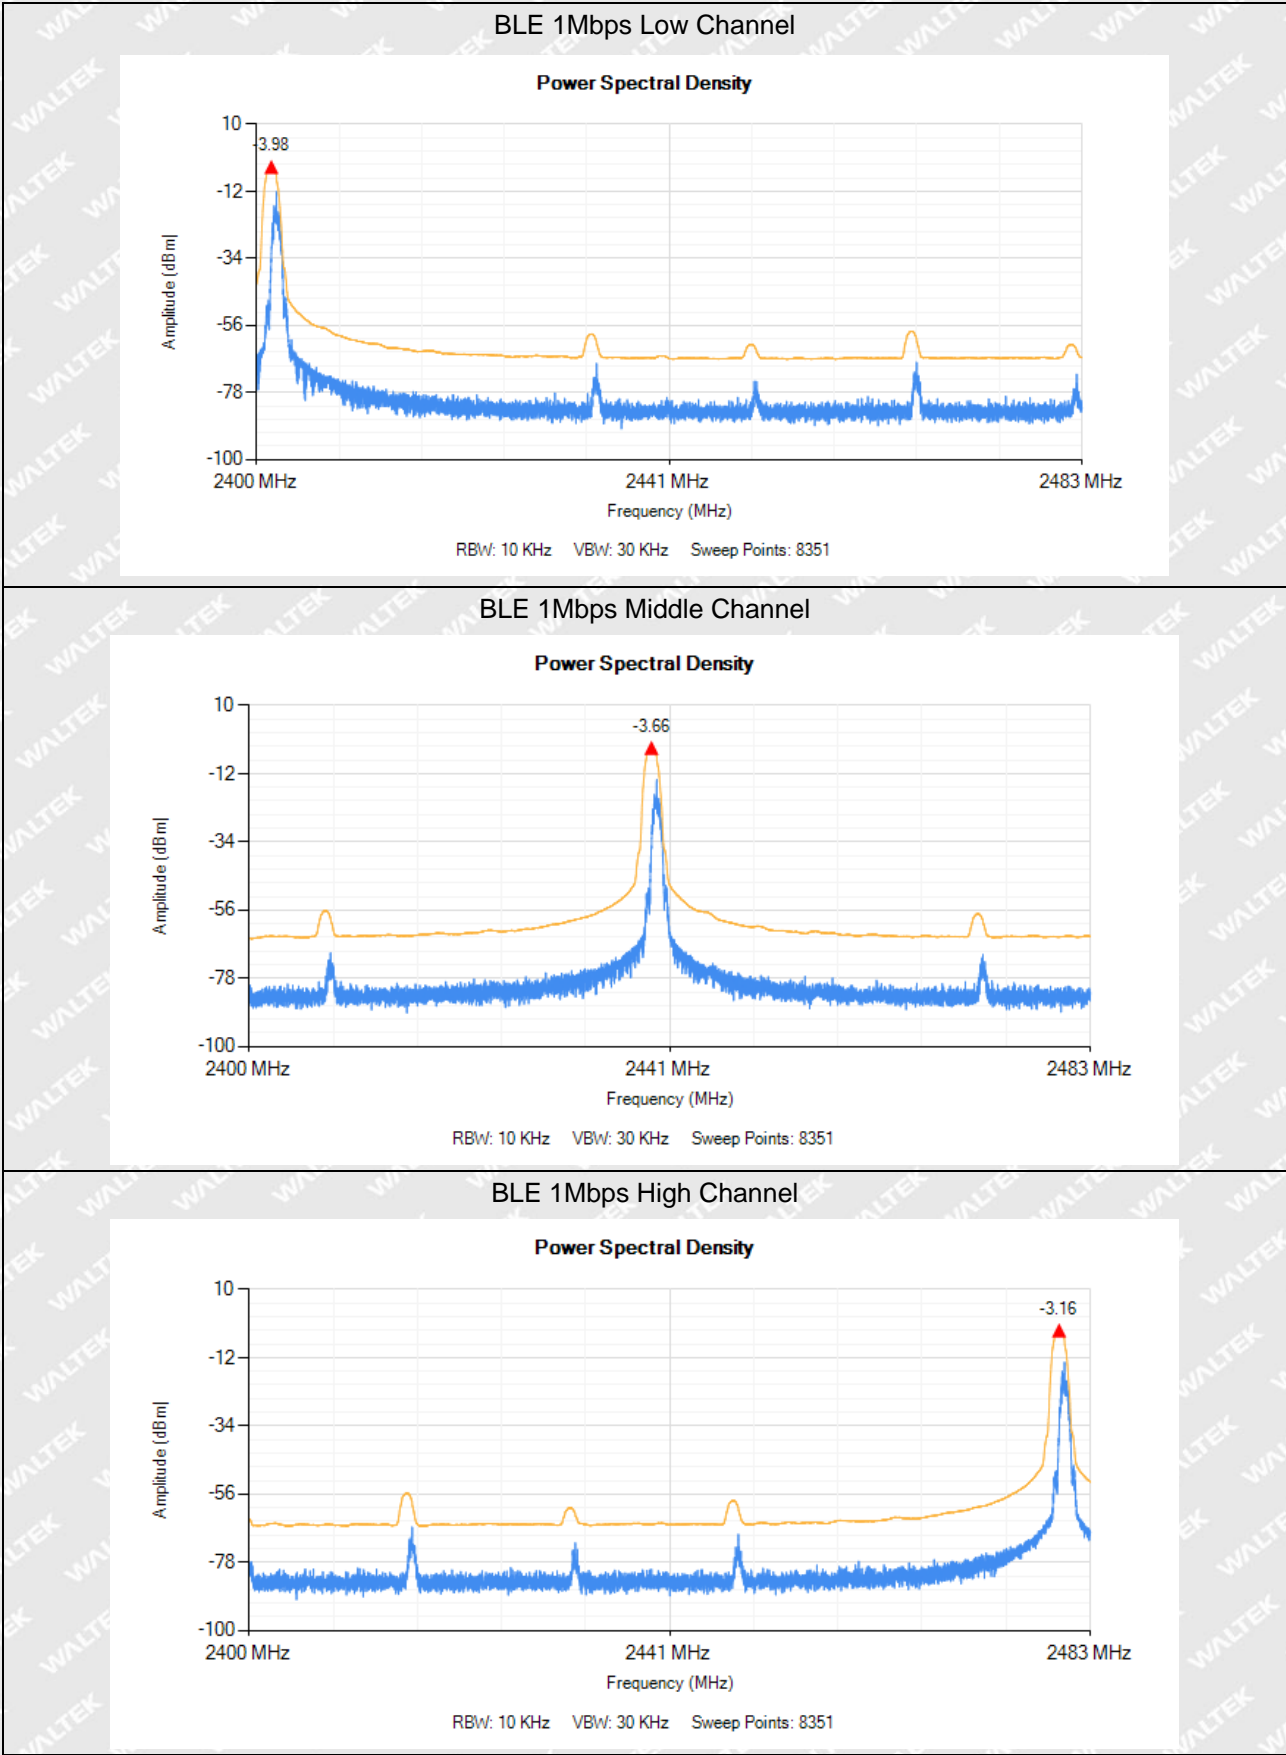 BLE 1Mbps Low Channel
Power Spectral Density
10
-3.98
-12
-34
-56
-78
-100
Amplitude (dBm)
2400 MHz 2441 MHz 2483 MHz
Frequency (MHz)
RBW: 10 KHz VBW: 30 KHz Sweep Points: 8351
BLE 1Mbps Middle Channel
Power Spectral Density
10
-3.66
-12
-34
-56
-78
-100
Amplitude (dBm)
2400 MHz 2441 MHz 2483 MHz
Frequency (MHz)
RBW: 10 KHz VBW: 30 KHz Sweep Points: 8351
BLE 1Mbps High Channel
Power Spectral Density
10
-3.16
-12
-34
-56
-78
-100
Amplitude (dBm)
2400 MHz 2441 MHz 2483 MHz
Frequency (MHz)
RBW: 10 KHz VBW: 30 KHz Sweep Points: 8351
WALTEK